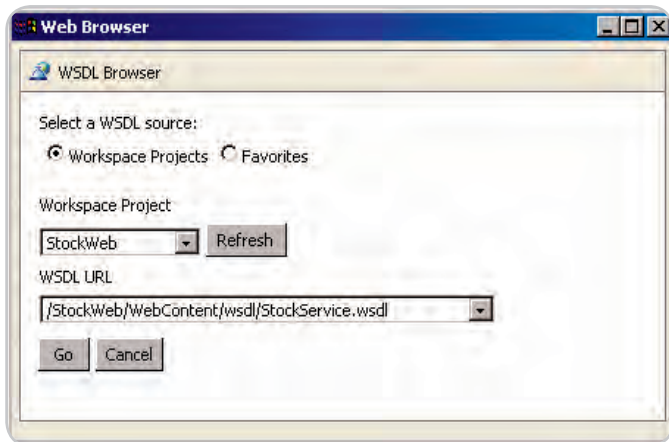 Web Browser
WSDL Browser
Select a WSDL source:
Workspace Projects Favorites
Workspace Project
StockWeb Refresh
WSDL URL
/StockWeb/WebContent/wsdl/StockService.wsdl
Go Cancel